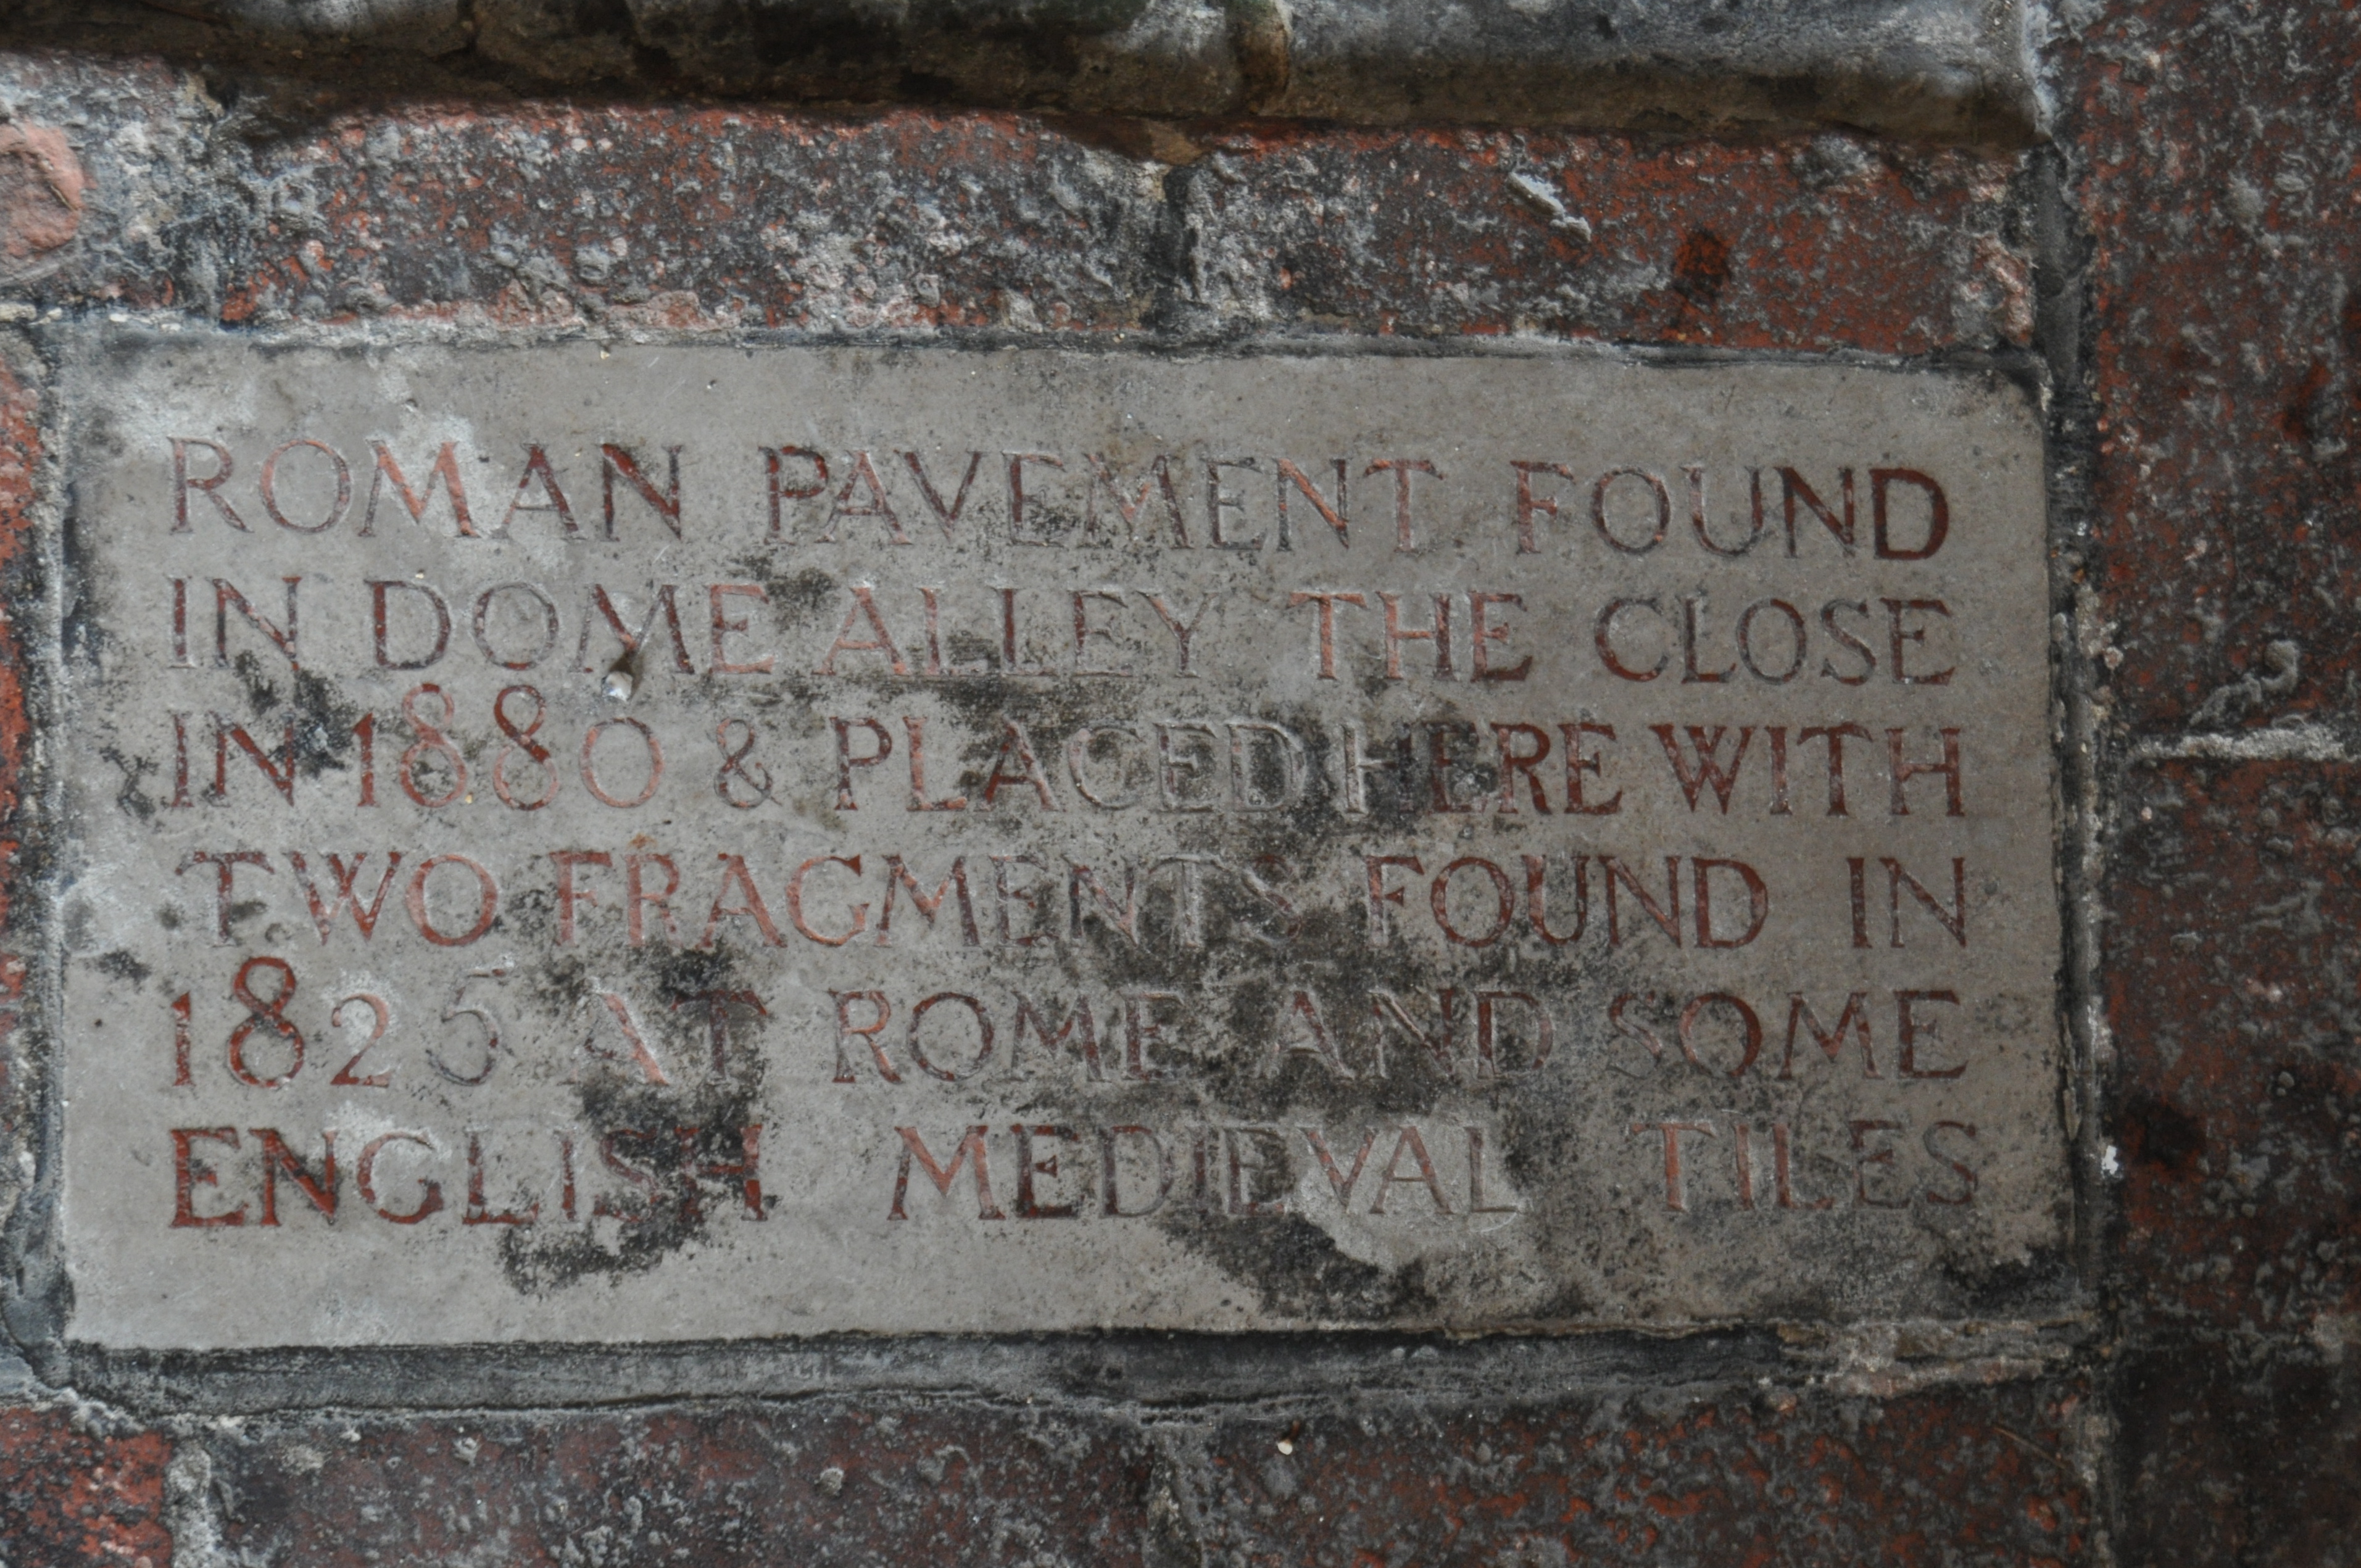 ROMAN PAVEMENT FOUND
IN DOME ALLEY THE CLOSE
IN 1880 & PLACED HERE WITH
TWO FRAGMENTS FOUND IN
1825 AT ROME AND SOME
ENGLISH MEDIEVAL TILES